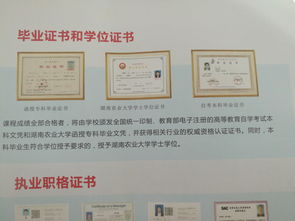 毕业证书和学位证书
函授专科毕业证书
湖南农业大学学士学位证书
自考本科毕业证书
课程成绩全部合格者，将由学校颁发全国统一印制、教育部电子注册的高等教育自学考试本
科文凭和湖南农业大学函授专科毕业文凭，并获得相关行业的权威资格认证证书。同时，本
科毕业生符合学位授予要求的，授予湖南农业大学学士学位。
执业职格证书